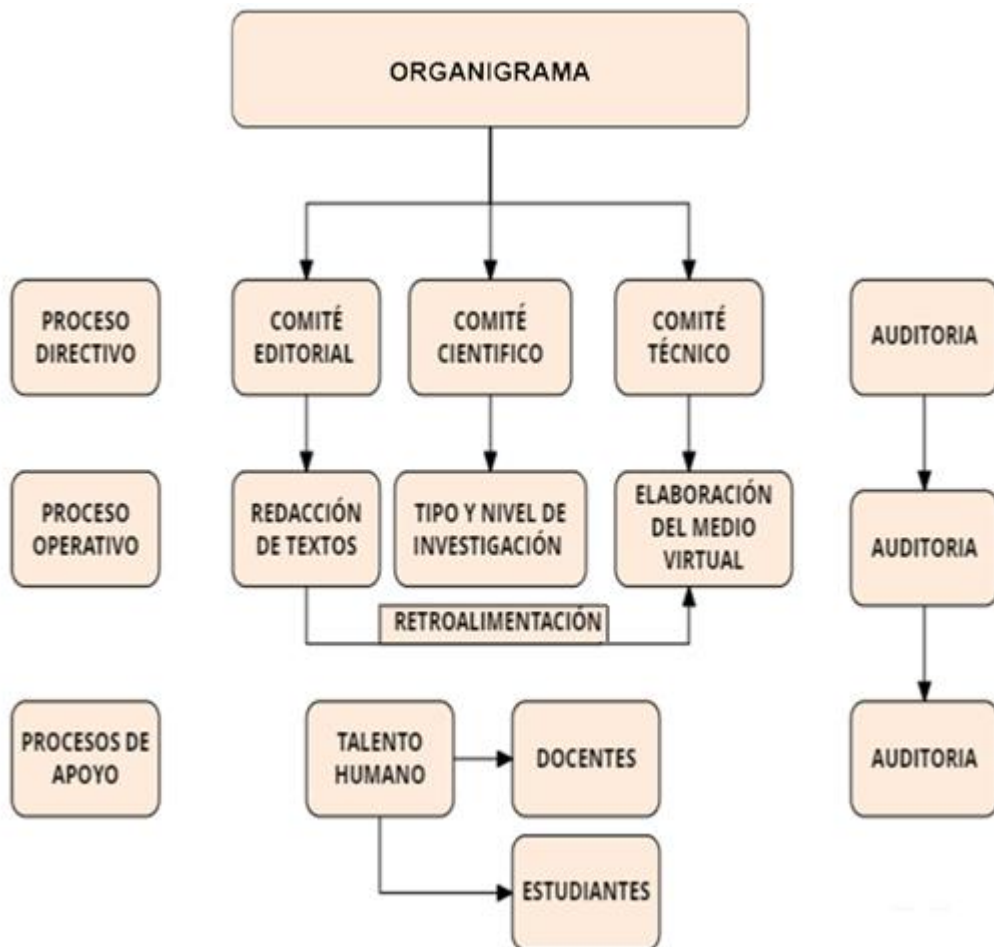 ORGANIGRAMA
PROCESO
DIRECTIVO
COMITÉ
EDITORIAL
COMITÉ
CIENTIFICO
COMITÉ
TÉCNICO
AUDITORIA
PROCESO
OPERATIVO
REDACCIÓN
DE TEXTOS
TIPO Y NIVEL DE
INVESTIGACIÓN
ELABORACIÓN
DEL MEDIO
VIRTUAL
AUDITORIA
RETROALIMENTACIÓN
PROCESOS DE
APOYO
TALENTO
HUMANO
DOCENTES
AUDITORIA
ESTUDIANTES